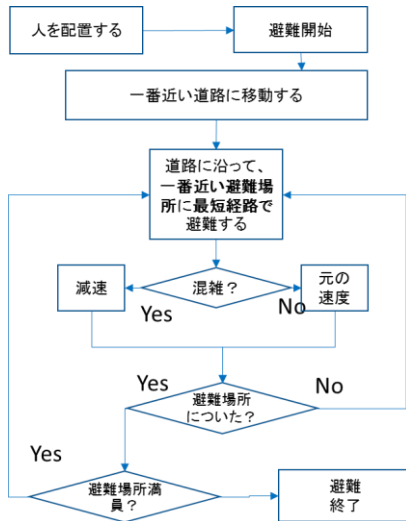 人を配置する
避難開始
一番近い道路に移動する
道路に沿って、
一番近い避難場
所に最短経路で
避難する
減速
混雑？
元の
速度
Yes
No
Yes
避難場所
についた？
No
Yes
避難場所満
員？
避難
終了